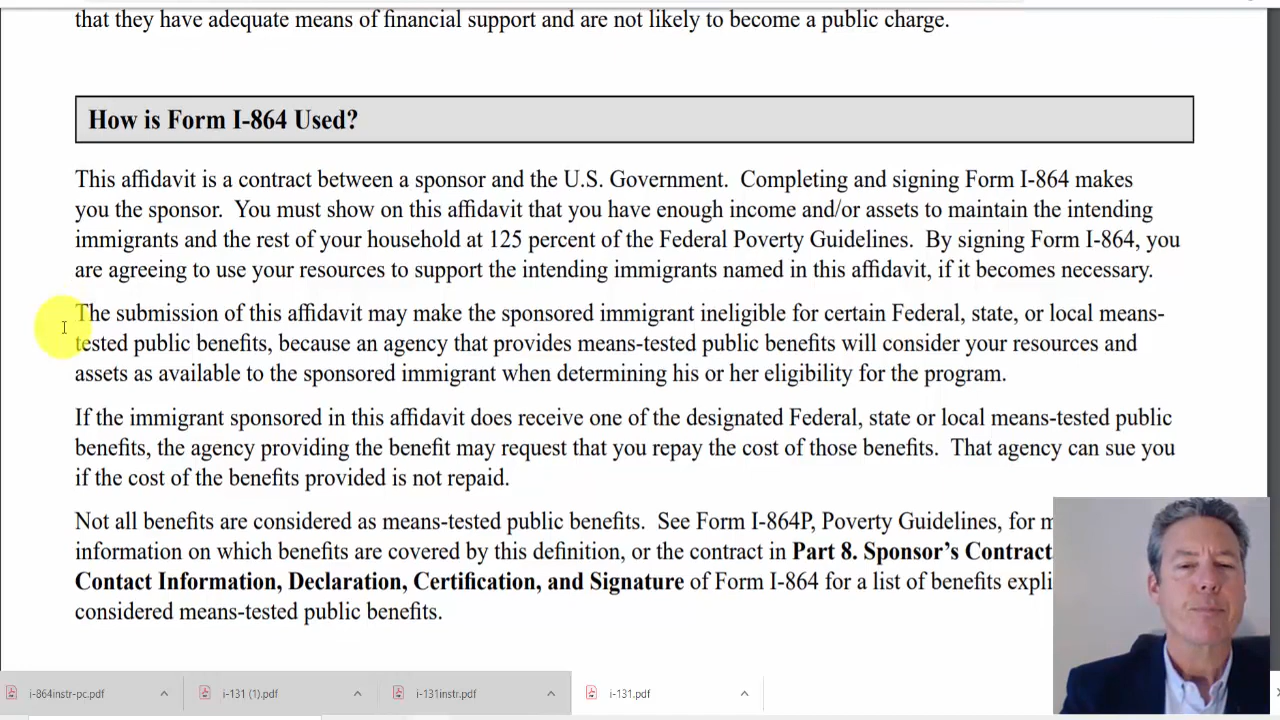 that they have adequate means of financial support and are not likely to become a public charge.
How is Form I-864 Used?
This affidavit is a contract between a sponsor and the U.S. Government. Completing and signing Form I-864 makes
you the sponsor. You must show on this affidavit that you have enough income and/or assets to maintain the intending
immigrants and the rest of your household at 125 percent of the Federal Poverty Guidelines. By signing Form I-864, you
are agreeing to use your resources to support the intending immigrants named in this affidavit, if it becomes necessary.
The submission of this affidavit may make the sponsored immigrant ineligible for certain Federal, state, or local means-
tested public benefits, because an agency that provides means-tested public benefits will consider your resources and
assets as available to the sponsored immigrant when determining his or her eligibility for the program.
If the immigrant sponsored in this affidavit does receive one of the designated Federal, state or local means-tested public
benefits, the agency providing the benefit may request that you repay the cost of those benefits. That agency can sue you
if the cost of the benefits provided is not repaid.
Not all benefits are considered as means-tested public benefits. See Form I-864P, Poverty Guidelines, for
information on which benefits are covered by this definition, or the contract in Part 8. Sponsor's Contract
Contact Information, Declaration, Certification, and Signature of Form I-864 for a list of benefits
considered means-tested public benefits.
i-864instr-pc.pdf
i-131 (1).pdf
i-131instr.pdf
i-131.pdf